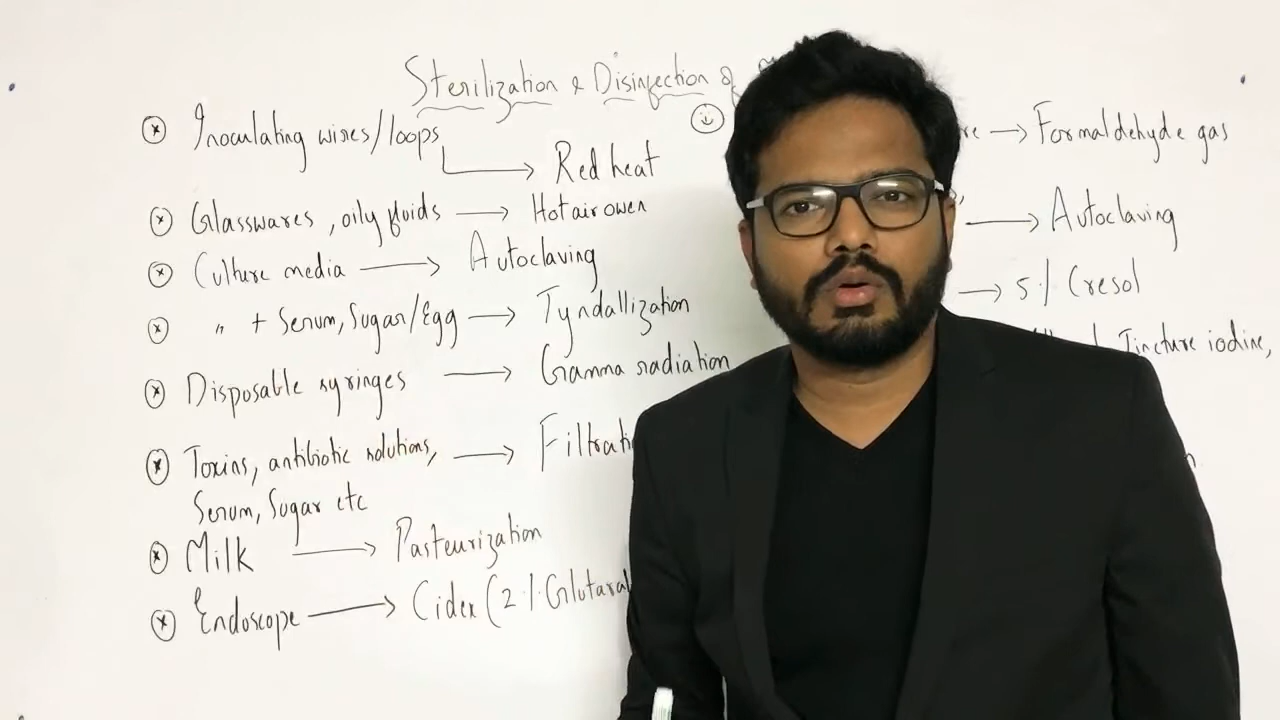 Sterilization & Disinfection of
Inoculating wires/loops
→ Red heat
Glasswares, oily fluids → Hot air owen
Culture media → Autoclaving
" + Serum, Sugar/Egg → Tyndallization
Disposable syringes → Gamma radiation
Toxins, antibiotic solutions, →
Serum, Sugar etc
Milk → Pasteurization
Endoscope → Cidex (2%
→ Formaldehyde gas
→ Autoclaving
→ 5% Cresol
Tincture iodine,